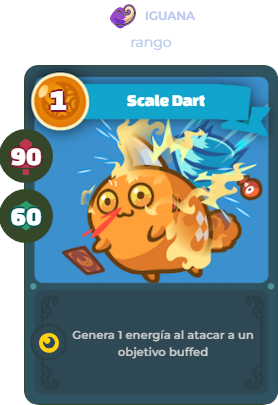 IGUANA
rango
1
Scale Dart
90
60
Genera 1 energía al atacar a un
objetivo buffed